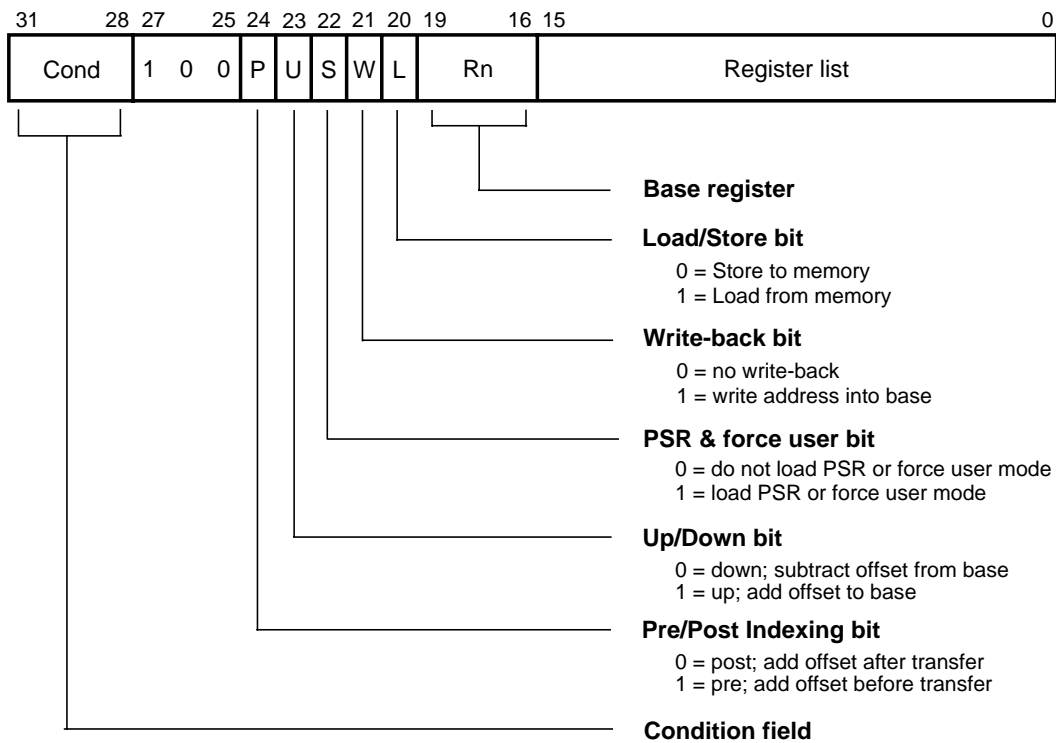 31 28 27 25 24 23 22 21 20 19 16 15 0
Cond 1 0 0 P U S W L Rn Register list
Base register
Load/Store bit
0 = Store to memory
1 = Load from memory
Write-back bit
0 = no write-back
1 = write address into base
PSR & force user bit
0 = do not load PSR or force user mode
1 = load PSR or force user mode
Up/Down bit
0 = down; subtract offset from base
1 = up; add offset to base
Pre/Post Indexing bit
0 = post; add offset after transfer
1 = pre; add offset before transfer
Condition field